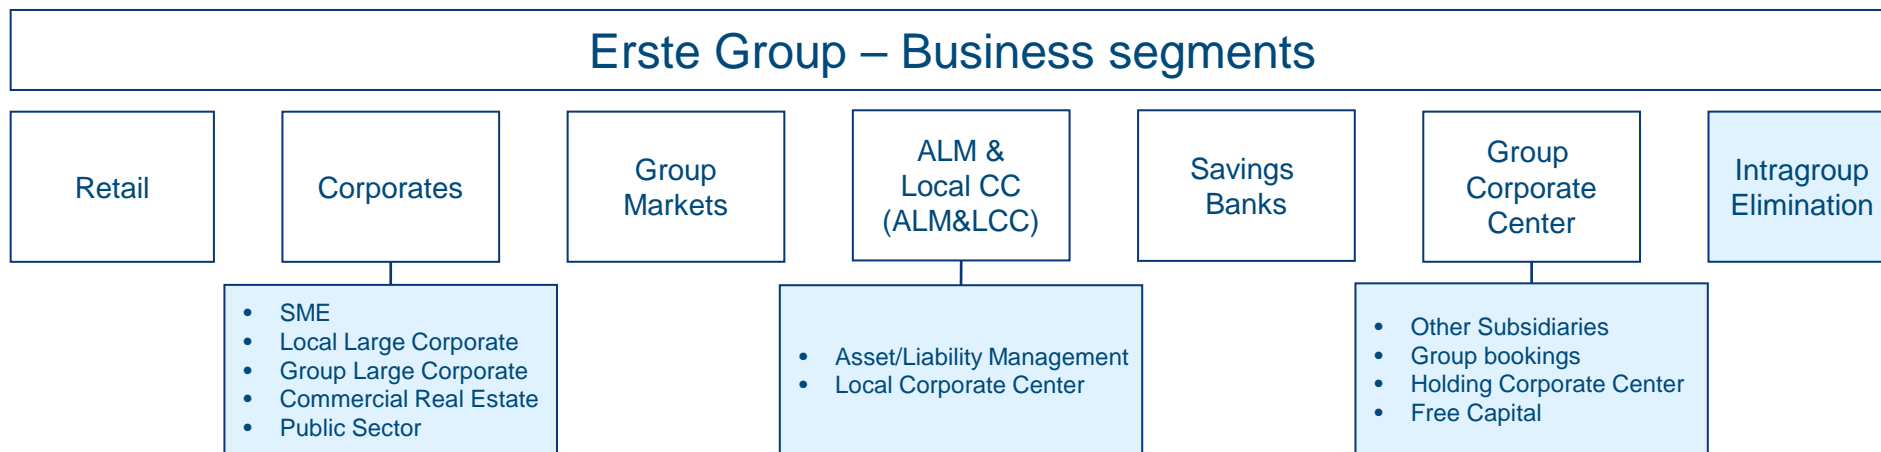 Erste Group – Business segments
Retail
Corporates
Group
Markets
ALM &
Local CC
(ALM&LCC)
Savings
Banks
Group
Corporate
Center
Intragroup
Elimination
• SME
• Local Large Corporate
• Group Large Corporate
• Commercial Real Estate
• Public Sector
• Asset/Liability Management
• Local Corporate Center
• Other Subsidiaries
• Group bookings
• Holding Corporate Center
• Free Capital